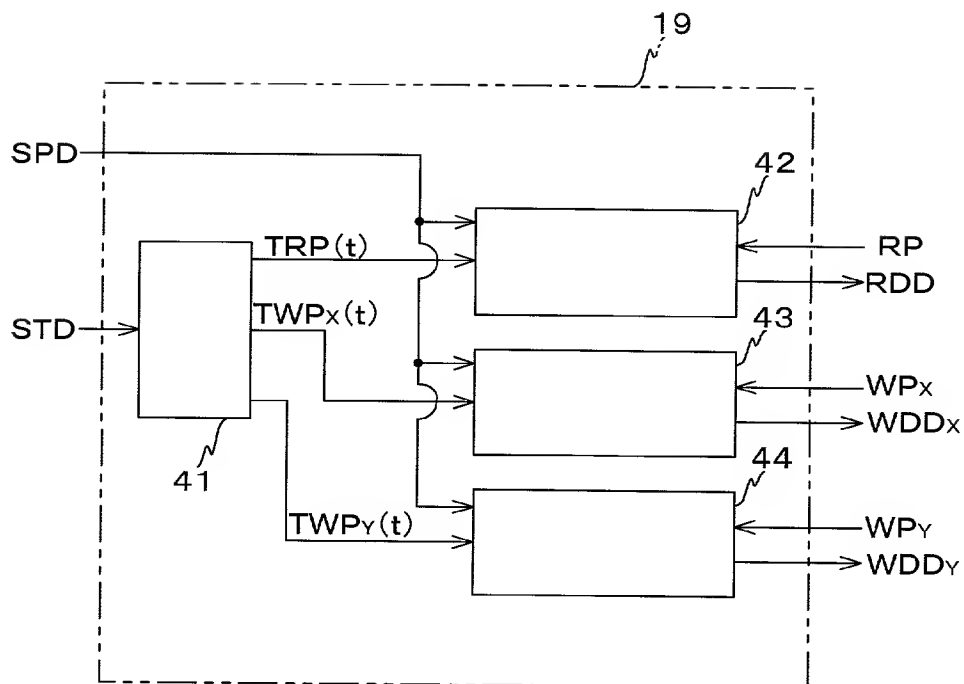 19
SPD
42
TRP(t)
RP
RDD
STD
TWPX(t)
43
WPX
WDDX
41
44
TWPY(t)
WPY
WDDY